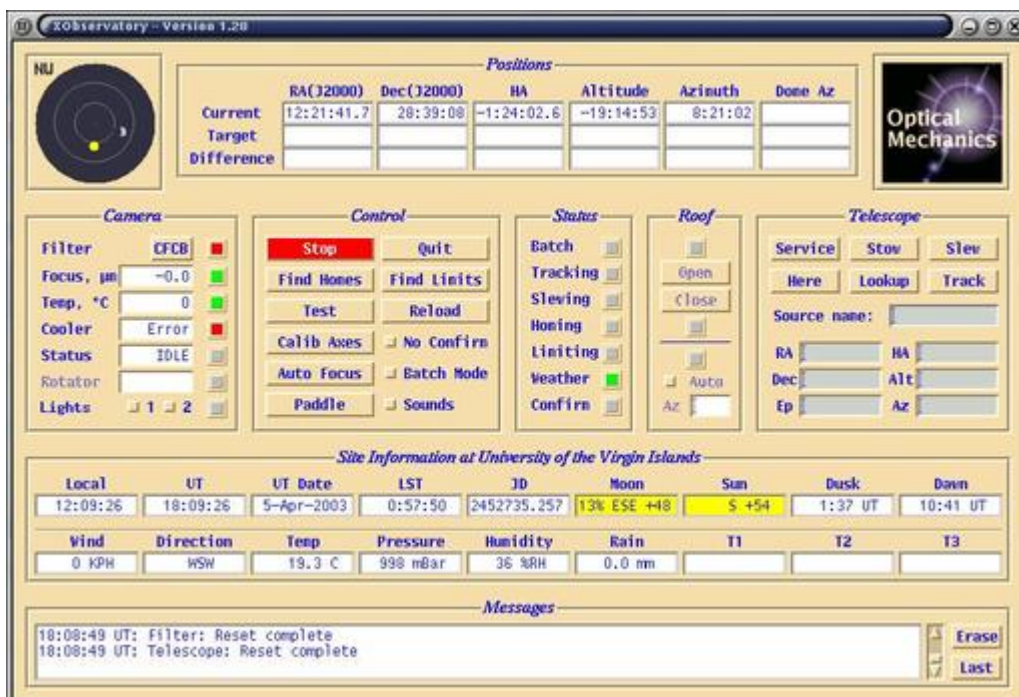 XObservatory - Version 1.20
NW
Positions
RA(J2000) Dec(J2000) HA Altitude Azimuth Dome Az
Current 12:21:41.7 28:39:08 -1:24:02.6 -19:14:53 8:21:02
Target
Difference
Optical
Mechanics
Camera
Filter CFCB
Focus, µm -0.0
Temp, °C 0
Cooler Error
Status IDLE
Rotator
Lights 1 2
Control
Stop Quit
Find Homes Find Limits
Test Reload
Calib Axes No Confirm
Auto Focus Batch Mode
Paddle Sounds
Status
Batch
Tracking
Slewing
Homing
Limiting
Weather
Confirm
Roof
Open
Close
Auto
Az
Telescope
Service Stow Slew
Here Lookup Track
Source name:
RA HA
Dec Alt
Ep Az
Site Information at University of the Virgin Islands
Local UT UT Date LST JD Moon Sun Dusk Dawn
12:09:26 18:09:26 5-Apr-2003 0:57:50 2452735.257 13% ESE +48 S +54 1:37 UT 10:41 UT
Wind Direction Temp Pressure Humidity Rain T1 T2 T3
0 KPH WSW 19.3 C 998 mBar 36 %RH 0.0 mm
Messages
18:08:49 UT: Filter: Reset complete
18:08:49 UT: Telescope: Reset complete
Erase
Last